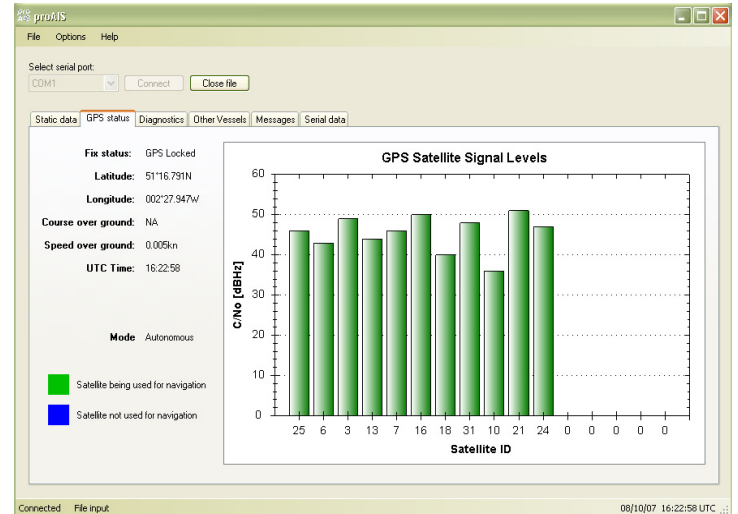 proAIS
File Options Help
Select serial port:
COM1 Connect Close file
Static data GPS status Diagnostics Other Vessels Messages Serial data
Fix status: GPS Locked
Latitude: 51°16.791N
Longitude: 002°27.947W
Course over ground: NA
Speed over ground: 0.005kn
UTC Time: 16:22:58
Mode Autonomous
Satellite being used for navigation
Satellite not used for navigation
GPS Satellite Signal Levels
C/No [dBHz]
60
50
40
30
20
10
0
25 6 3 13 7 16 18 31 10 21 24 0 0 0 0 0
Satellite ID
Connected File input 08/10/07 16:22:58 UTC